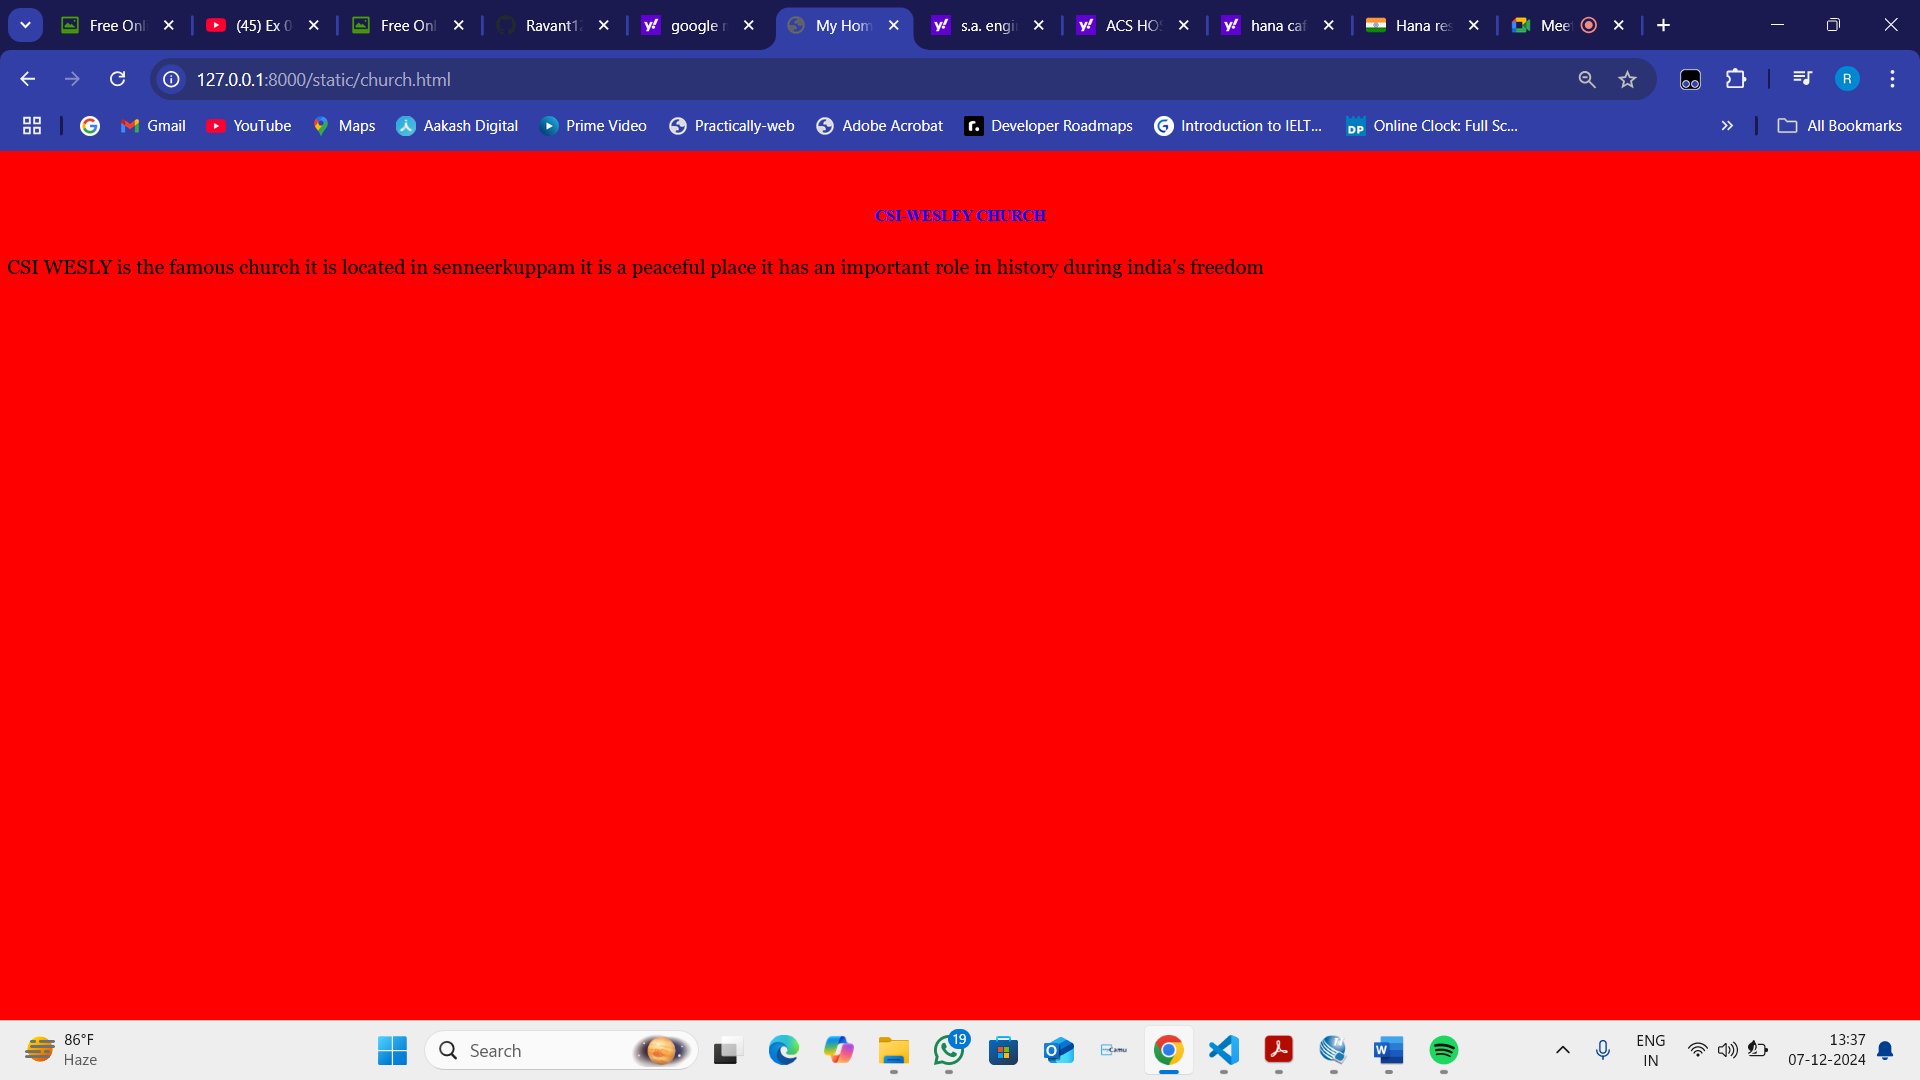 Free Onl
(45) Ex 0
Free Onl
Ravant12
google m
My Hom
s.a. engi
ACS HOS
hana caf
Hana res
Meet
127.0.0.1:8000/static/church.html
Gmail
YouTube
Maps
Aakash Digital
Prime Video
Practically-web
Adobe Acrobat
Developer Roadmaps
Introduction to IELT...
DP
Online Clock: Full Sc...
All Bookmarks
CSI-WESLEY CHURCH
CSI WESLY is the famous church it is located in senneerkuppam it is a peaceful place it has an important role in history during india's freedom
86°F
Haze
Search
19
Camu
ENG
IN
13:37
07-12-2024